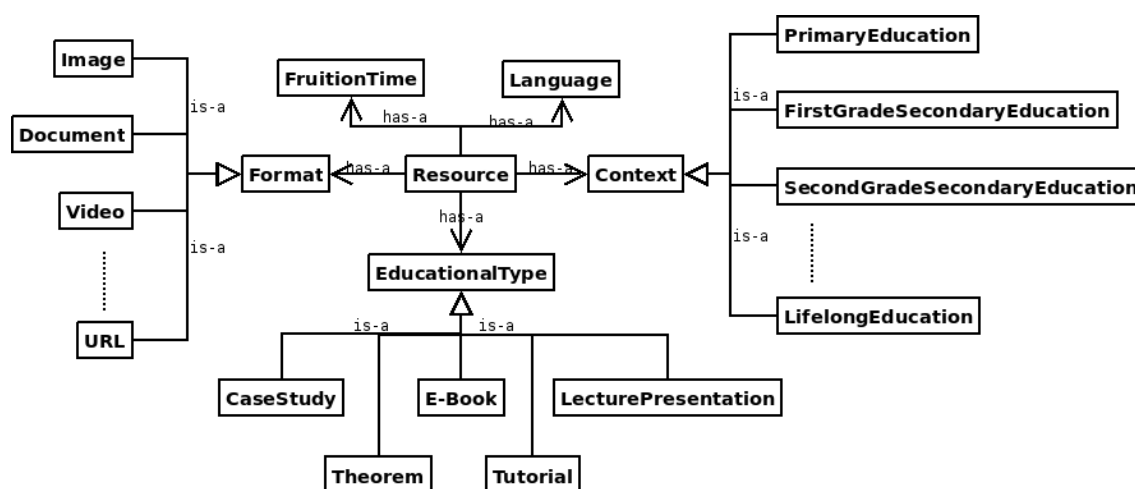 PrimaryEducation
Image
FruitionTime
Language
is-a
is-a
FirstGradeSecondaryEducation
has-a
has-a
Document
Format
has-a
Resource
has-a
Context
SecondGradeSecondaryEducation
Video
has-a
is-a
is-a
EducationalType
LifelongEducation
is-a
is-a
URL
CaseStudy
E-Book
LecturePresentation
Theorem
Tutorial